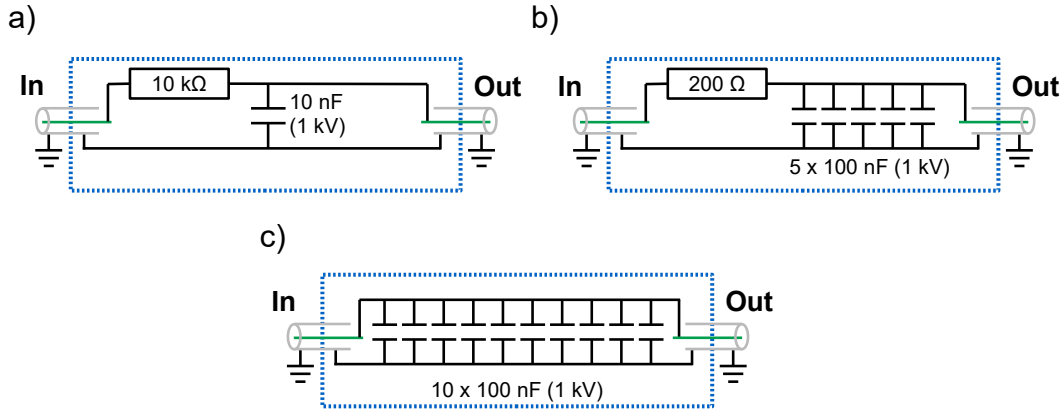 a)
In
10 kΩ
10 nF
(1 kV)
Out
b)
In
200 Ω
Out
5 x 100 nF (1 kV)
c)
In
Out
10 x 100 nF (1 kV)